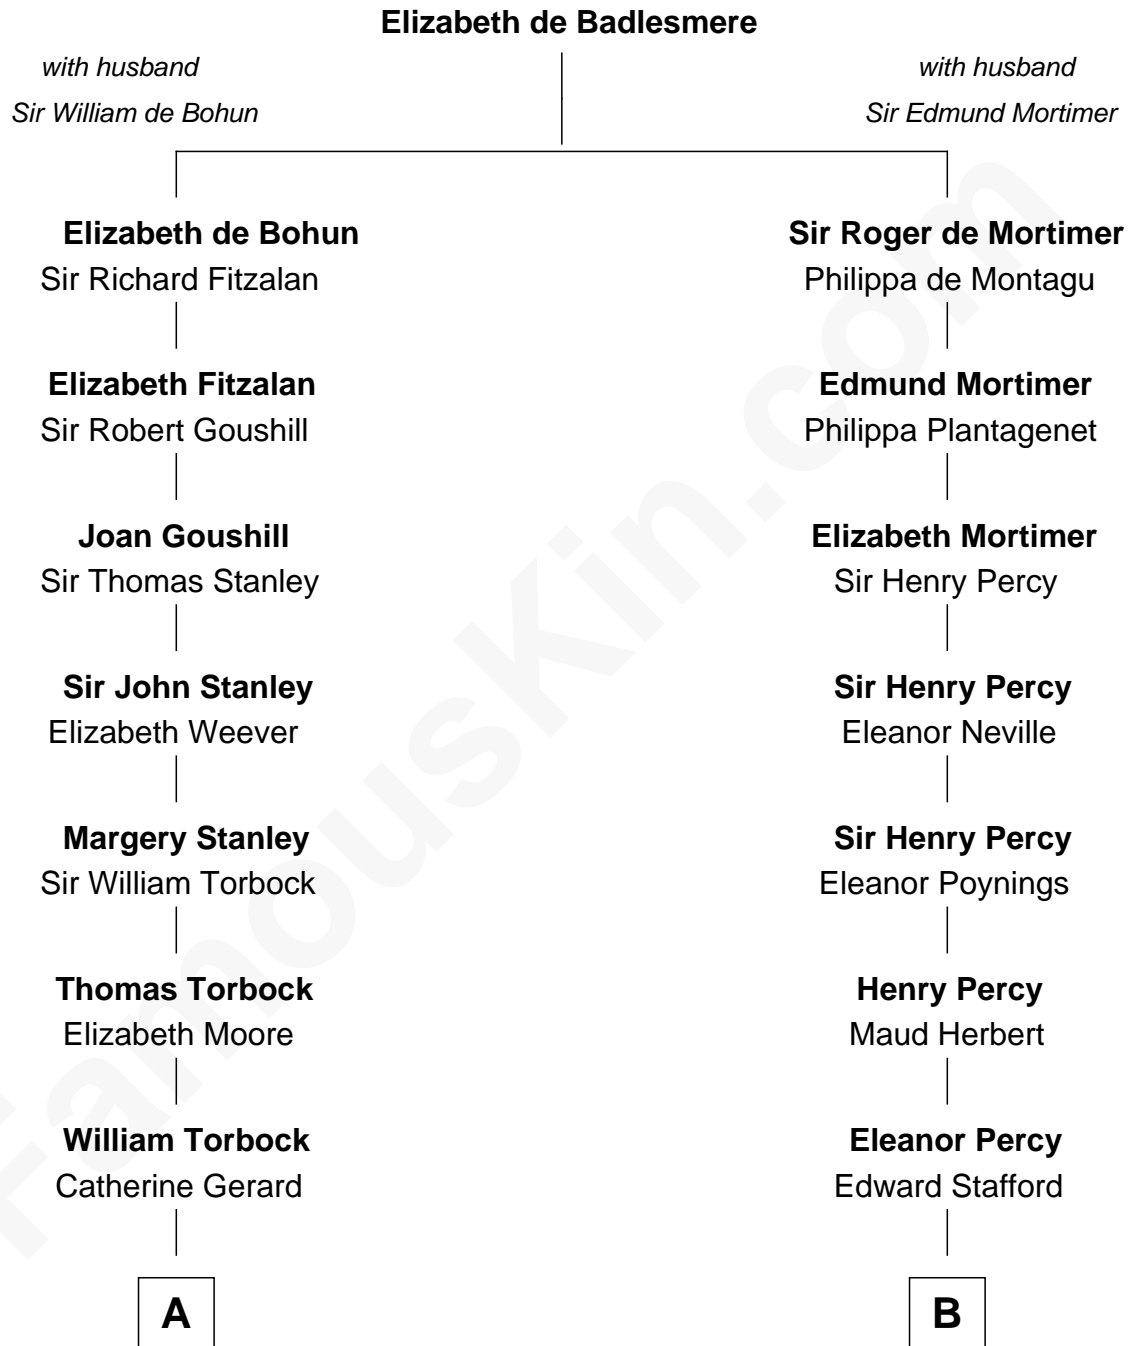 Elizabeth de Badlesmere
with husband
Sir William de Bohun
with husband
Sir Edmund Mortimer
Elizabeth de Bohun
Sir Richard Fitzalan
Elizabeth Fitzalan
Sir Robert Goushill
Joan Goushill
Sir Thomas Stanley
Sir John Stanley
Elizabeth Weever
Margery Stanley
Sir William Torbock
Thomas Torbock
Elizabeth Moore
William Torbock
Catherine Gerard
A
Sir Roger de Mortimer
Philippa de Montagu
Edmund Mortimer
Philippa Plantagenet
Elizabeth Mortimer
Sir Henry Percy
Sir Henry Percy
Eleanor Neville
Sir Henry Percy
Eleanor Poynings
Henry Percy
Maud Herbert
Eleanor Percy
Edward Stafford
B
FamousKin.com